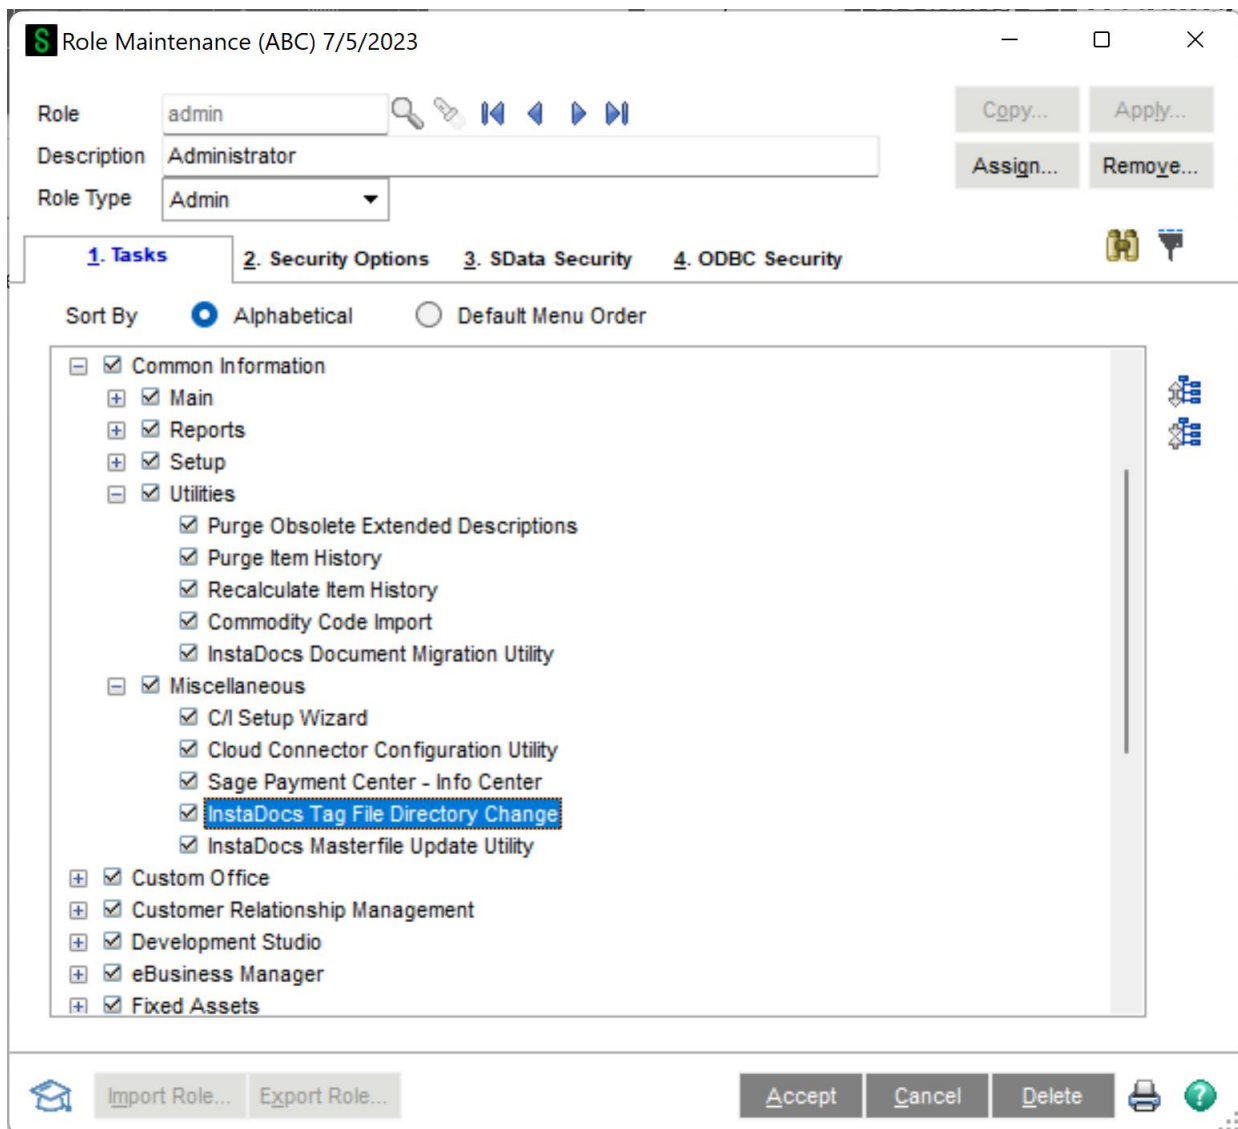 S Role Maintenance (ABC) 7/5/2023
Role admin Copy... Apply...
Description Administrator Assign... Remove...
Role Type Admin
1. Tasks 2. Security Options 3. SData Security 4. ODBC Security
Sort By Alphabetical Default Menu Order
Common Information
Main
Reports
Setup
Utilities
Purge Obsolete Extended Descriptions
Purge Item History
Recalculate Item History
Commodity Code Import
InstaDocs Document Migration Utility
Miscellaneous
C/I Setup Wizard
Cloud Connector Configuration Utility
Sage Payment Center - Info Center
InstaDocs Tag File Directory Change
InstaDocs Masterfile Update Utility
Custom Office
Customer Relationship Management
Development Studio
eBusiness Manager
Fixed Assets
Import Role... Export Role... Accept Cancel Delete ?